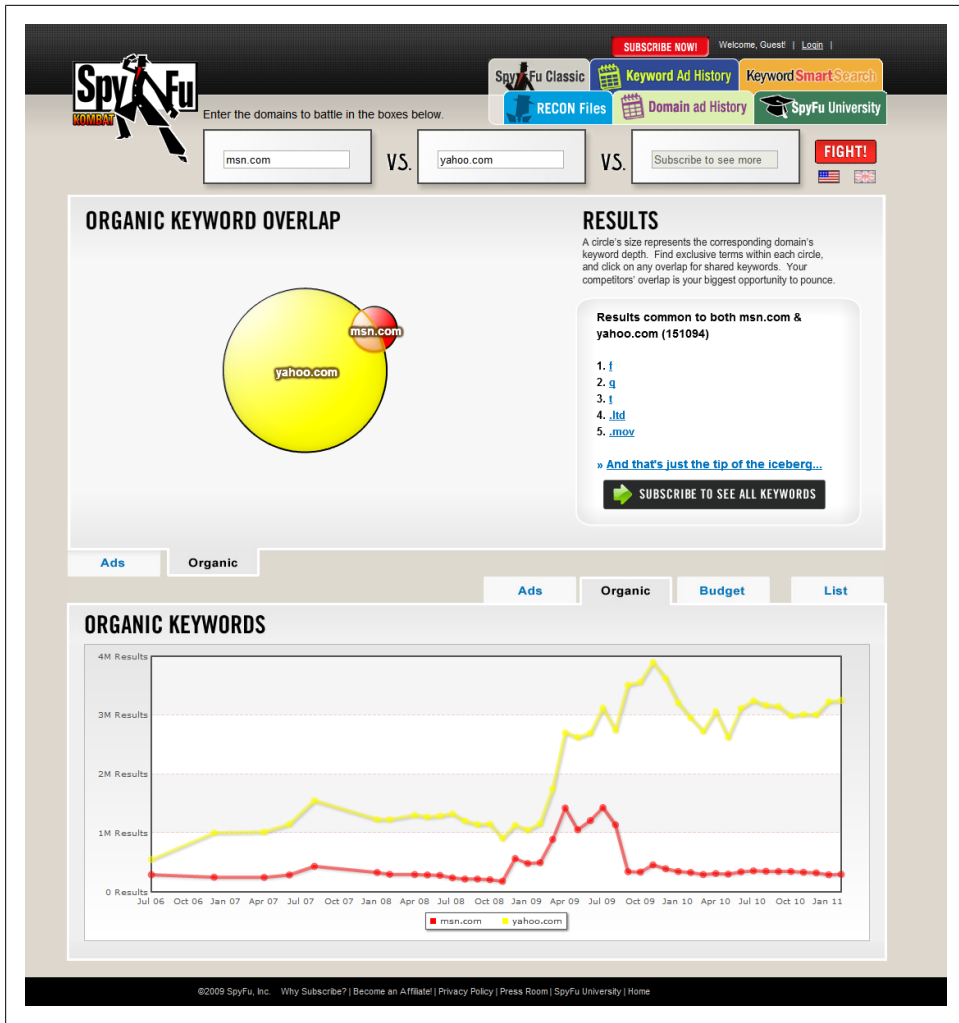 SUBSCRIBE NOW! Welcome, Guest! | Login |
Spy Fu
KOMBAT
SpyFu Classic Keyword Ad History Keyword SmartSearch
RECON Files Domain ad History SpyFu University
Enter the domains to battle in the boxes below.
msn.com VS. yahoo.com VS. Subscribe to see more FIGHT!
ORGANIC KEYWORD OVERLAP
msn.com
yahoo.com
RESULTS
A circle's size represents the corresponding domain's
keyword depth. Find exclusive terms within each circle,
and click on any overlap for shared keywords. Your
competitors' overlap is your biggest opportunity to pounce.
Results common to both msn.com &
yahoo.com (151094)
1. f
2. q
3. t
4. .ltd
5. .mov
» And that's just the tip of the iceberg...
SUBSCRIBE TO SEE ALL KEYWORDS
Ads Organic
Ads Organic Budget List
ORGANIC KEYWORDS
4M Results
3M Results
2M Results
1M Results
0 Results
Jul 06 Oct 06 Jan 07 Apr 07 Jul 07 Oct 07 Jan 08 Apr 08 Jul 08 Oct 08 Jan 09 Apr 09 Jul 09 Oct 09 Jan 10 Apr 10 Jul 10 Oct 10 Jan 11
msn.com yahoo.com
©2009 SpyFu, Inc. Why Subscribe? | Become an Affiliate! | Privacy Policy | Press Room | SpyFu University | Home